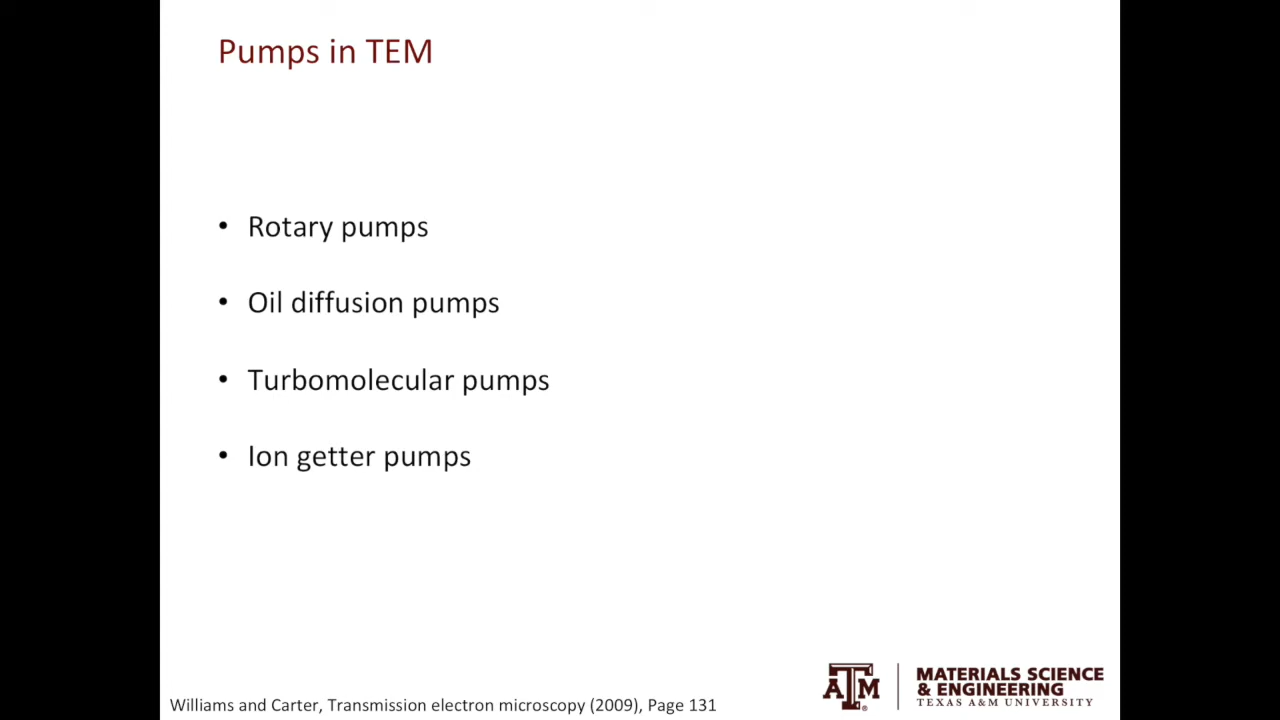 Pumps in TEM
• Rotary pumps
• Oil diffusion pumps
• Turbomolecular pumps
• Ion getter pumps
Williams and Carter, Transmission electron microscopy (2009), Page 131
ATM
®
MATERIALS SCIENCE
& ENGINEERING
TEXAS A&M UNIVERSITY